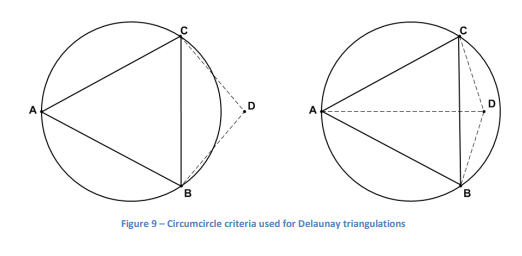 C
A
D
B
C
A
D
B
Figure 9 – Circumcircle criteria used for Delaunay triangulations